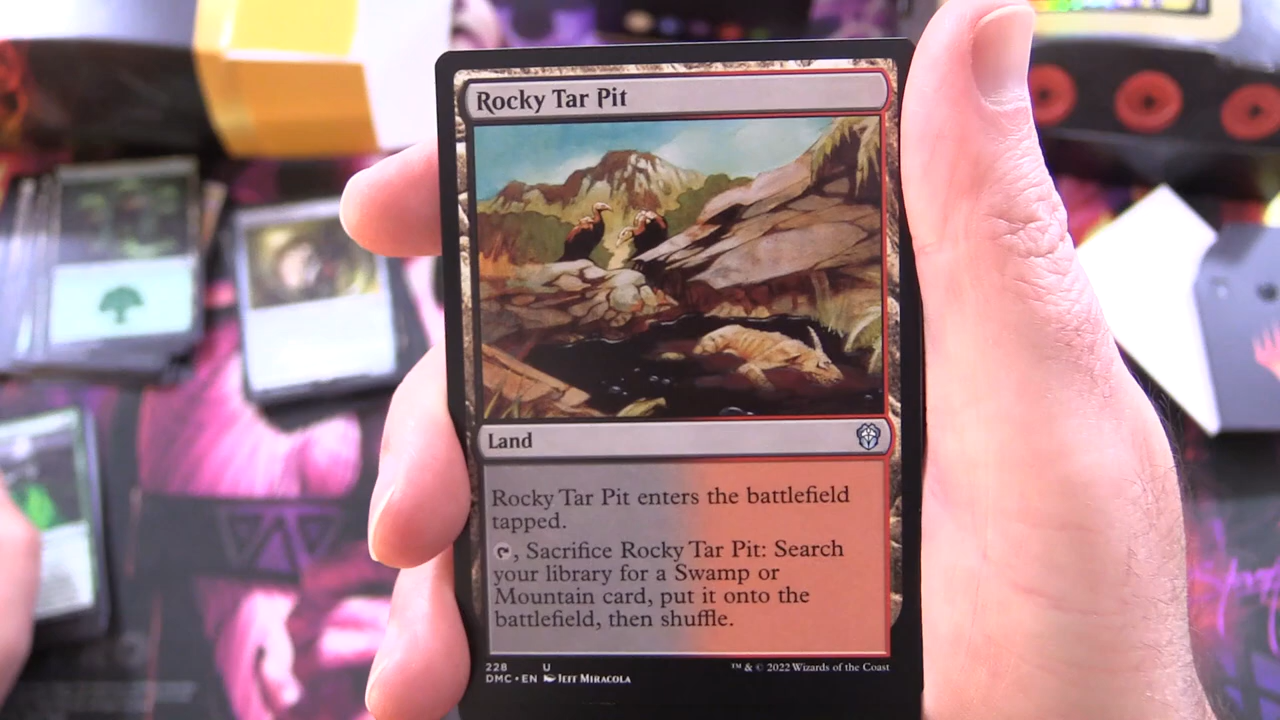 Rocky Tar Pit
Land
Rocky Tar Pit enters the battlefield
tapped.
, Sacrifice Rocky Tar Pit: Search
your library for a Swamp or
Mountain card, put it onto the
battlefield, then shuffle.
228 U
DMC • EN Jeff Miracola
™ & © 2022 Wizards of the Coast